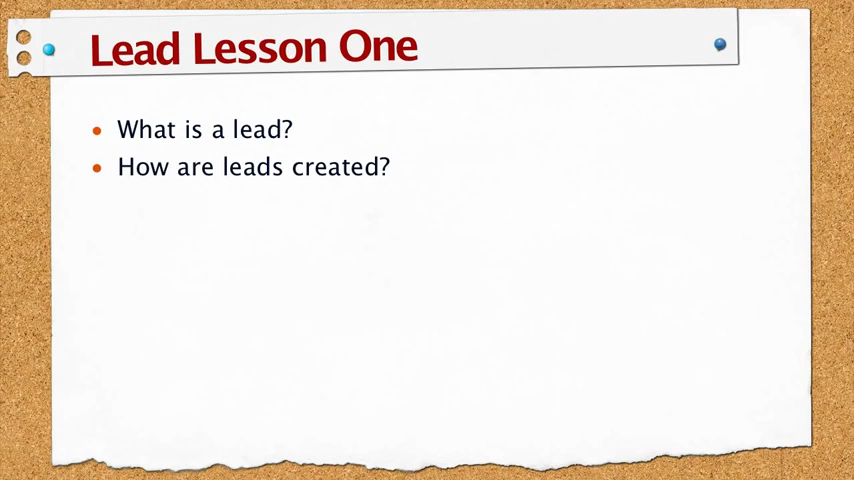 Lead Lesson One
• What is a lead?
• How are leads created?